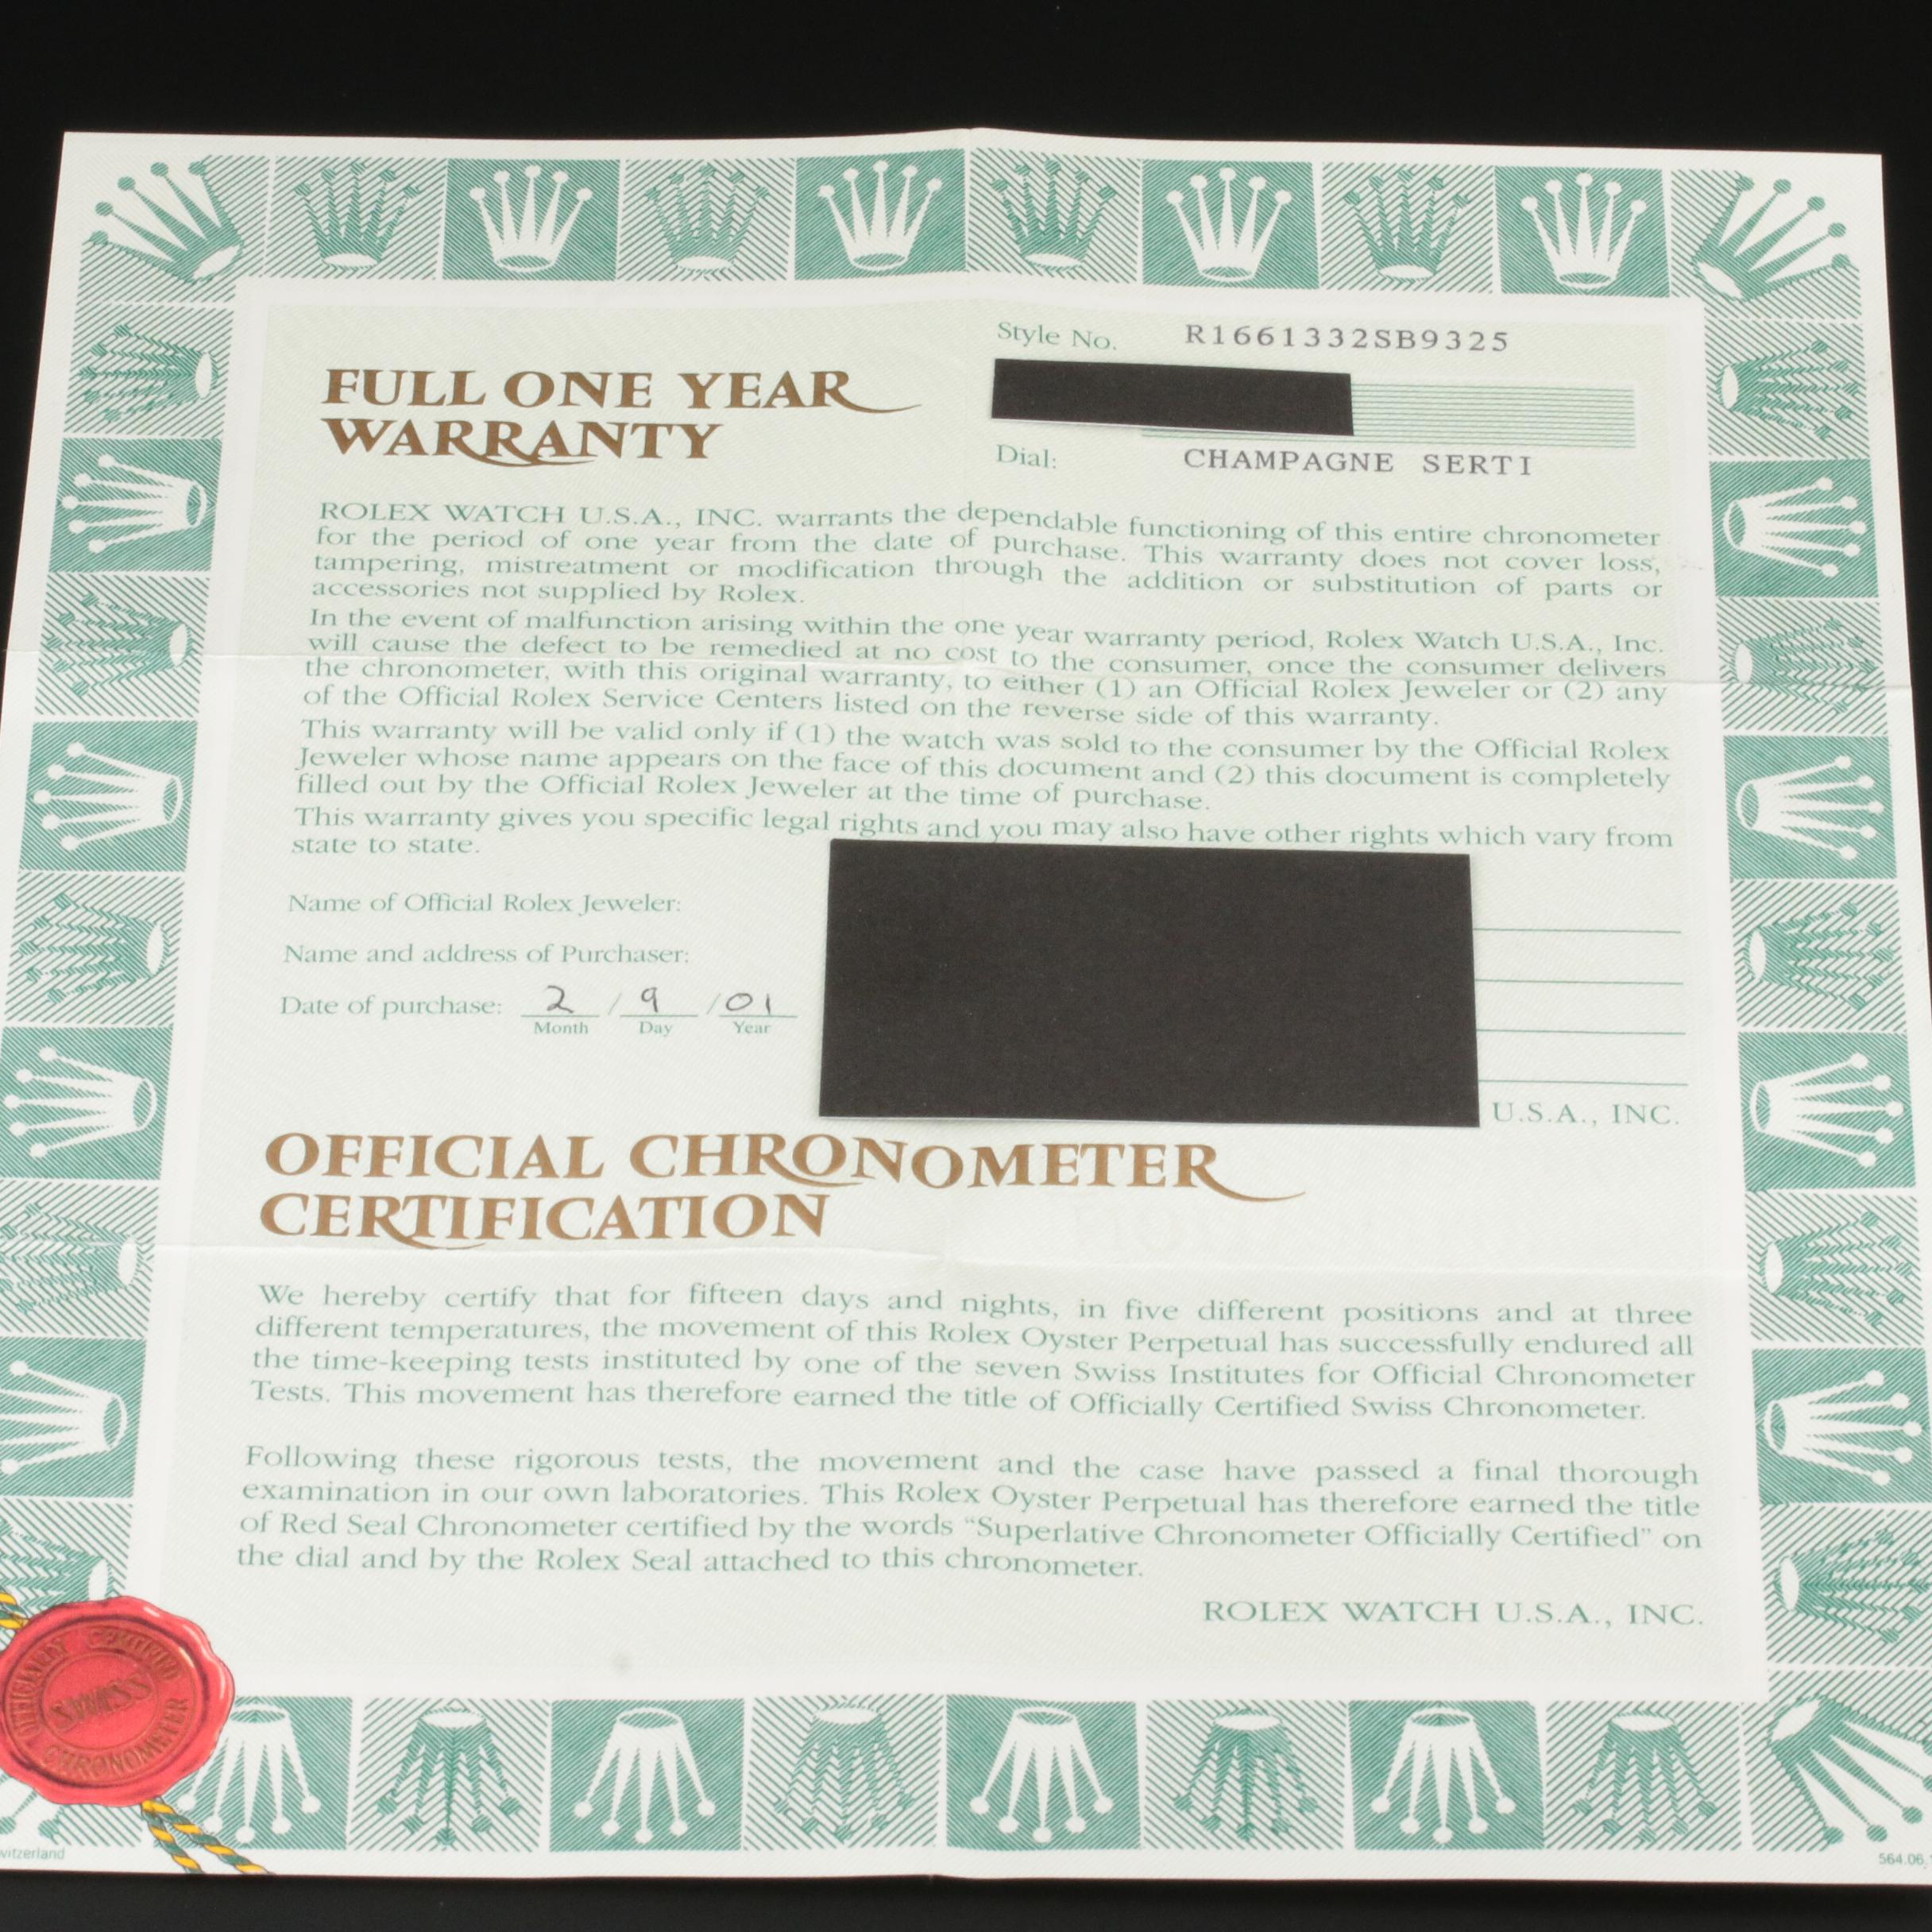 Style No. R1661332SB9325
FULL ONE YEAR
WARRANTY
Dial: CHAMPAGNE SERTI
ROLEX WATCH U.S.A., INC. warrants the dependable functioning of this entire chronometer
for the period of one year from the date of purchase. This warranty does not cover loss,
tampering, mistreatment or modification through the addition or substitution of parts or
accessories not supplied by Rolex.
In the event of malfunction arising within the one year warranty period, Rolex Watch U.S.A., Inc.
will cause the defect to be remedied at no cost to the consumer, once the consumer delivers
the chronometer, with this original warranty, to either (1) an Official Rolex Jeweler or (2) any
of the Official Rolex Service Centers listed on the reverse side of this warranty.
This warranty will be valid only if (1) the watch was sold to the consumer by the Official Rolex
Jeweler whose name appears on the face of this document and (2) this document is completely
filled out by the Official Rolex Jeweler at the time of purchase.
This warranty gives you specific legal rights and you may also have other rights which vary from
state to state.
Name of Official Rolex Jeweler:
Name and address of Purchaser:
Date of purchase: 2 / 9 / 01
Month Day Year
U.S.A., INC.
OFFICIAL CHRONOMETER
CERTIFICATION
We hereby certify that for fifteen days and nights, in five different positions and at three
different temperatures, the movement of this Rolex Oyster Perpetual has successfully endured all
the time-keeping tests instituted by one of the seven Swiss Institutes for Official Chronometer
Tests. This movement has therefore earned the title of Officially Certified Swiss Chronometer.
Following these rigorous tests, the movement and the case have passed a final thorough
examination in our own laboratories. This Rolex Oyster Perpetual has therefore earned the title
of Red Seal Chronometer certified by the words “Superlative Chronometer Officially Certified” on
the dial and by the Rolex Seal attached to this chronometer.
ROLEX WATCH U.S.A., INC.
OFFICIALLY CERTIFIED
SWISS
CHRONOMETER
witzerland
564.06.